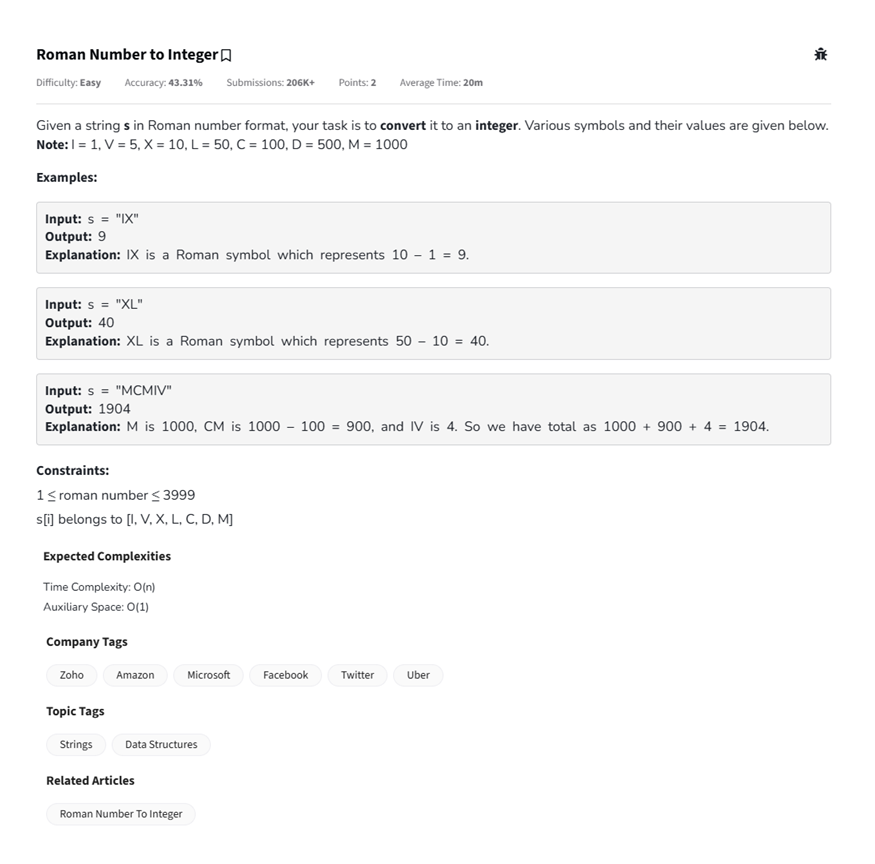 Roman Number to Integer
Difficulty: Easy Accuracy: 43.31% Submissions: 206K+ Points: 2 Average Time: 20m
Given a string s in Roman number format, your task is to convert it to an integer. Various symbols and their values are given below.
Note: I = 1, V = 5, X = 10, L = 50, C = 100, D = 500, M = 1000
Examples:
Input: s = "IX"
Output: 9
Explanation: IX is a Roman symbol which represents 10 – 1 = 9.
Input: s = "XL"
Output: 40
Explanation: XL is a Roman symbol which represents 50 – 10 = 40.
Input: s = "MCMIV"
Output: 1904
Explanation: M is 1000, CM is 1000 – 100 = 900, and IV is 4. So we have total as 1000 + 900 + 4 = 1904.
Constraints:
1 ≤ roman number ≤ 3999
s[i] belongs to [I, V, X, L, C, D, M]
Expected Complexities
Time Complexity: O(n)
Auxiliary Space: O(1)
Company Tags
Zoho Amazon Microsoft Facebook Twitter Uber
Topic Tags
Strings Data Structures
Related Articles
Roman Number To Integer